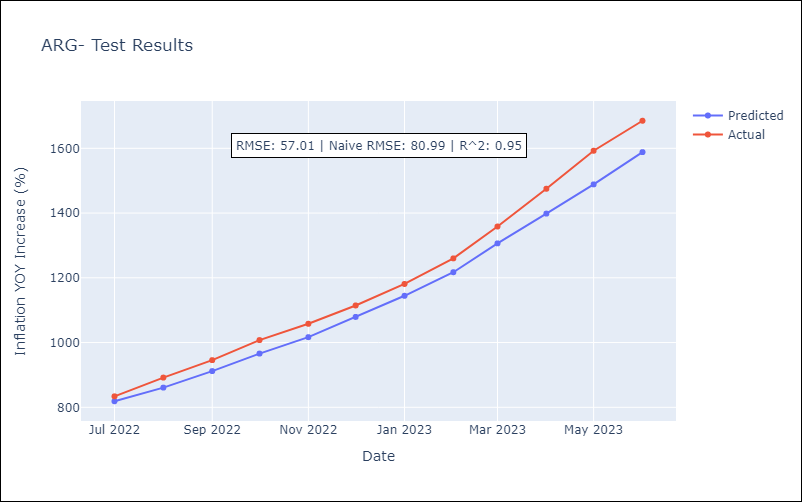 ARG- Test Results
RMSE: 57.01 | Naive RMSE: 80.99 | R^2: 0.95
Predicted
Actual
Inflation YOY Increase (%)
1600
1400
1200
1000
800
Jul 2022 Sep 2022 Nov 2022 Jan 2023 Mar 2023 May 2023
Date